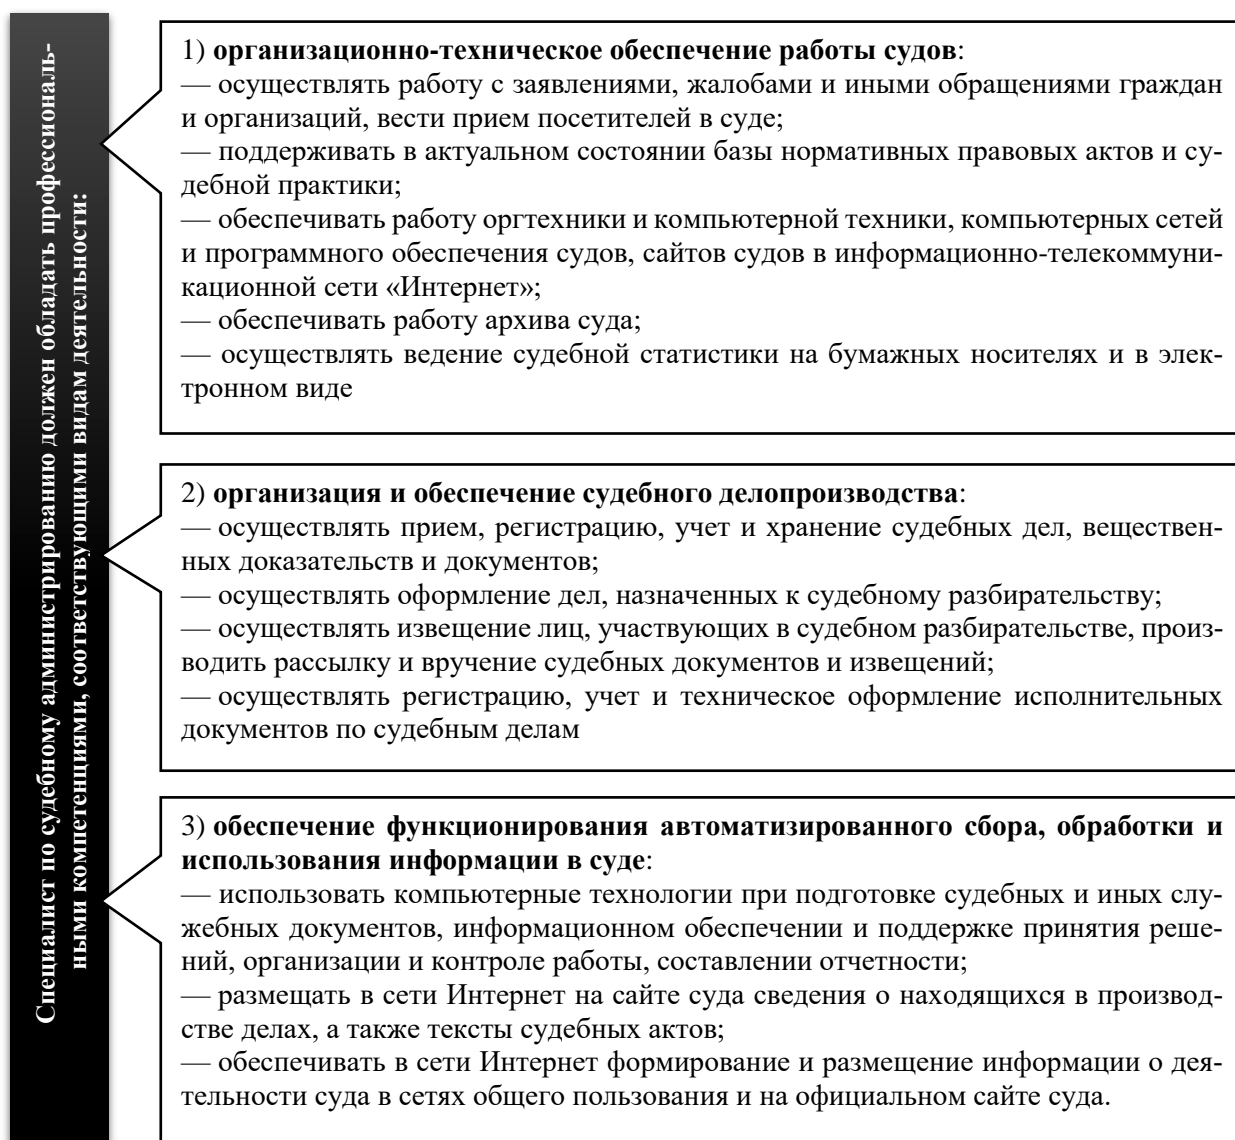 Специалист по судебному администрированию должен обладать профессиональ-
ными компетенциями, соответствующими видам деятельности:
1) организационно-техническое обеспечение работы судов:
— осуществлять работу с заявлениями, жалобами и иными обращениями граждан
и организаций, вести прием посетителей в суде;
— поддерживать в актуальном состоянии базы нормативных правовых актов и су-
дебной практики;
— обеспечивать работу оргтехники и компьютерной техники, компьютерных сетей
и программного обеспечения судов, сайтов судов в информационно-телекоммуни-
кационной сети «Интернет»;
— обеспечивать работу архива суда;
— осуществлять ведение судебной статистики на бумажных носителях и в элек-
тронном виде
2) организация и обеспечение судебного делопроизводства:
— осуществлять прием, регистрацию, учет и хранение судебных дел, веществен-
ных доказательств и документов;
— осуществлять оформление дел, назначенных к судебному разбирательству;
— осуществлять извещение лиц, участвующих в судебном разбирательстве, произ-
водить рассылку и вручение судебных документов и извещений;
— осуществлять регистрацию, учет и техническое оформление исполнительных
документов по судебным делам
3) обеспечение функционирования автоматизированного сбора, обработки и
использования информации в суде:
— использовать компьютерные технологии при подготовке судебных и иных слу-
жебных документов, информационном обеспечении и поддержке принятия реше-
ний, организации и контроле работы, составлении отчетности;
— размещать в сети Интернет на сайте суда сведения о находящихся в производ-
стве делах, а также тексты судебных актов;
— обеспечивать в сети Интернет формирование и размещение информации о дея-
тельности суда в сетях общего пользования и на официальном сайте суда.